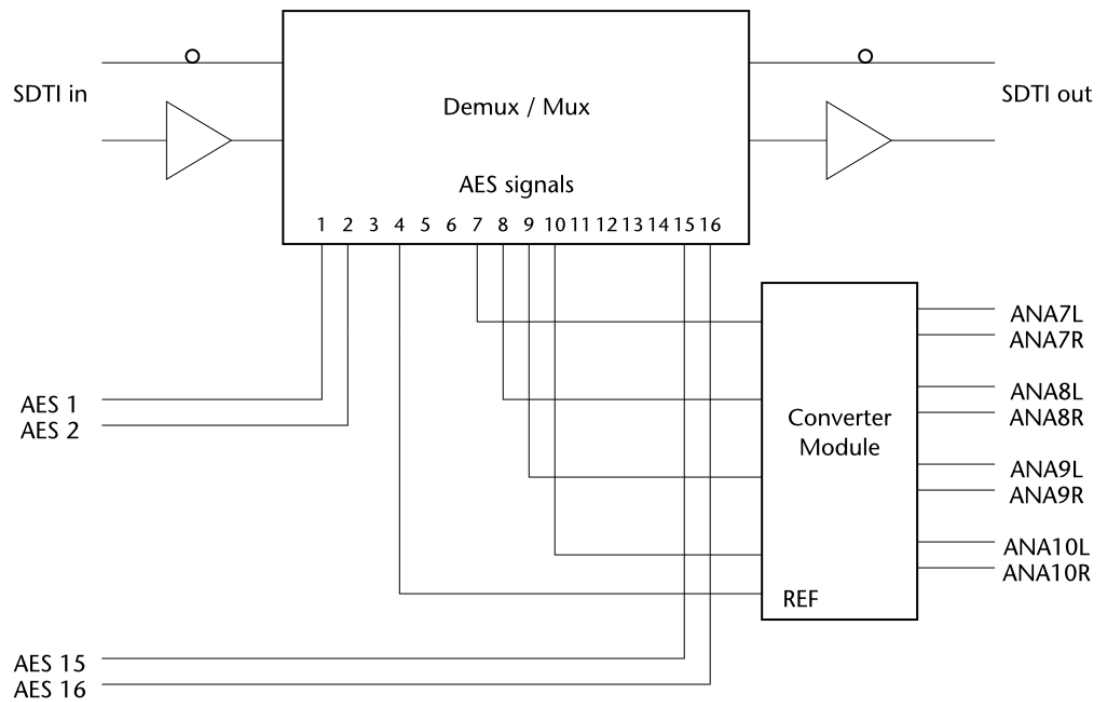 SDTI in
SDTI out
Demux / Mux
AES signals
1 2 3 4 5 6 7 8 9 10 11 12 13 14 15 16
ANA7L
ANA7R
ANA8L
ANA8R
AES 1
AES 2
Converter
Module
ANA9L
ANA9R
ANA10L
ANA10R
REF
AES 15
AES 16